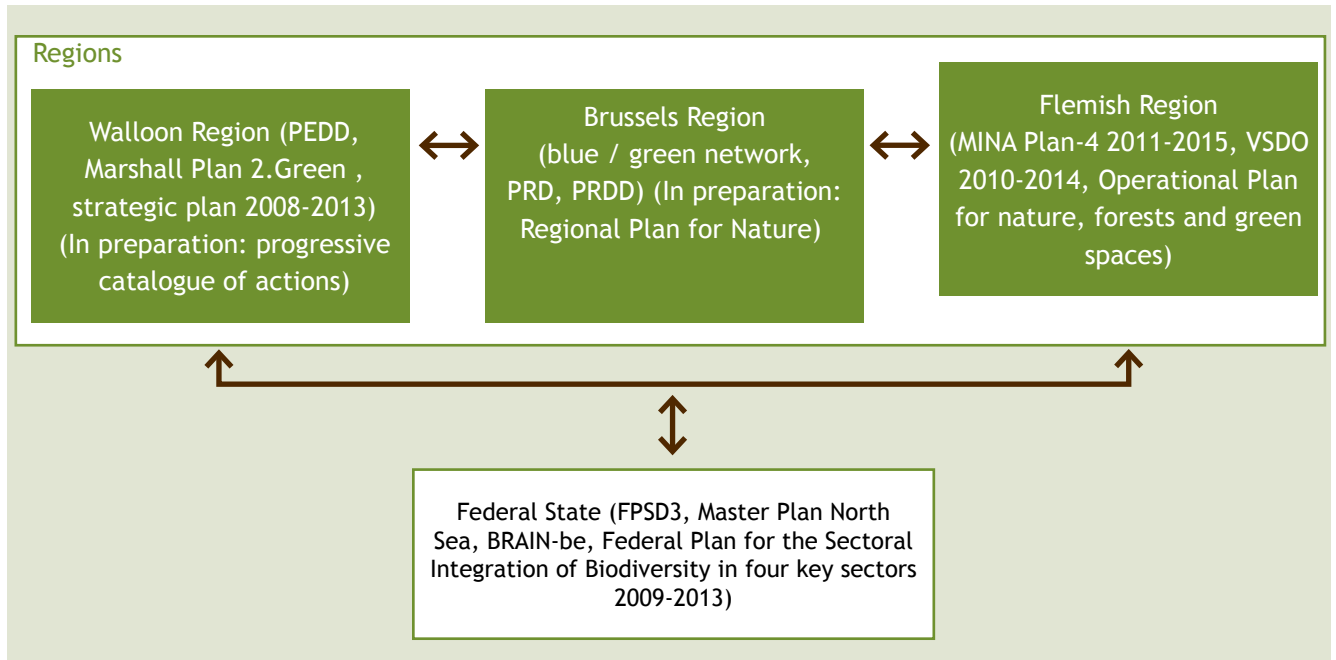 Regions
Walloon Region (PEDD,
Marshall Plan 2.Green ,
strategic plan 2008-2013)
(In preparation: progressive
catalogue of actions)
Brussels Region
(blue / green network,
PRD, PRDD) (In preparation:
Regional Plan for Nature)
Flemish Region
(MINA Plan-4 2011-2015, VSDO
2010-2014, Operational Plan
for nature, forests and green
spaces)
Federal State (FPSD3, Master Plan North
Sea, BRAIN-be, Federal Plan for the Sectoral
Integration of Biodiversity in four key sectors
2009-2013)